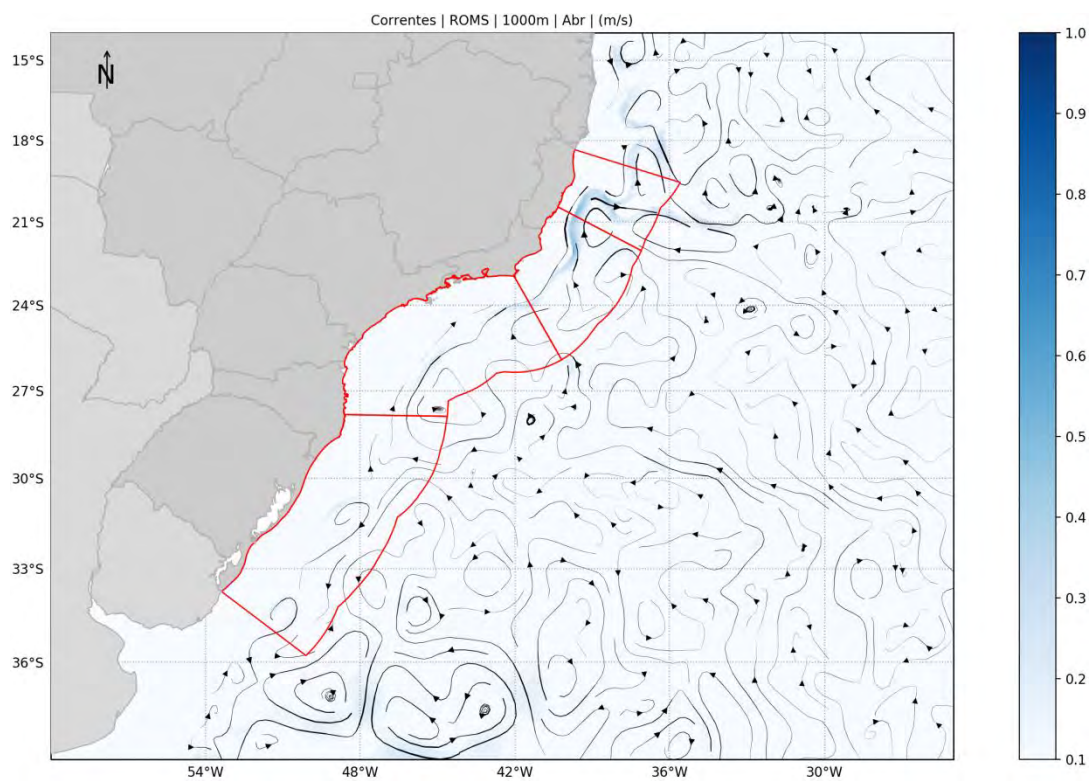 Correntes | ROMS | 1000m | Abr | (m/s)
N
15°S
18°S
21°S
24°S
27°S
30°S
33°S
36°S
54°W
48°W
42°W
36°W
30°W
1.0
0.9
0.8
0.7
0.6
0.5
0.4
0.3
0.2
0.1